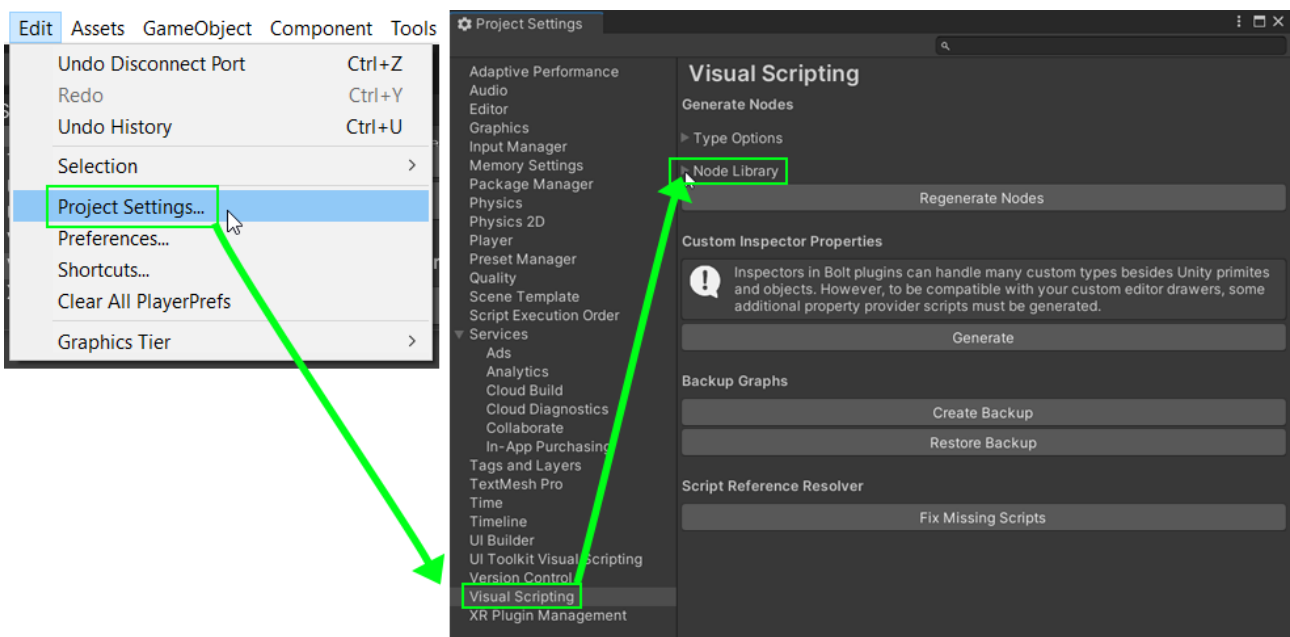 Edit Assets GameObject Component Tools
Undo Disconnect Port Ctrl+Z
Redo Ctrl+Y
Undo History Ctrl+U
Selection
Project Settings...
Preferences...
Shortcuts...
Clear All PlayerPrefs
Graphics Tier
Project Settings
Adaptive Performance
Audio
Editor
Graphics
Input Manager
Memory Settings
Package Manager
Physics
Physics 2D
Player
Preset Manager
Quality
Scene Template
Script Execution Order
Services
Ads
Analytics
Cloud Build
Cloud Diagnostics
Collaborate
In-App Purchasing
Tags and Layers
TextMesh Pro
Time
Timeline
UI Builder
UI Toolkit Visual Scripting
Version Control
Visual Scripting
XR Plugin Management
Visual Scripting
Generate Nodes
Type Options
Node Library
Regenerate Nodes
Custom Inspector Properties
Inspectors in Bolt plugins can handle many custom types besides Unity primites
and objects. However, to be compatible with your custom editor drawers, some
additional property provider scripts must be generated.
Generate
Backup Graphs
Create Backup
Restore Backup
Script Reference Resolver
Fix Missing Scripts